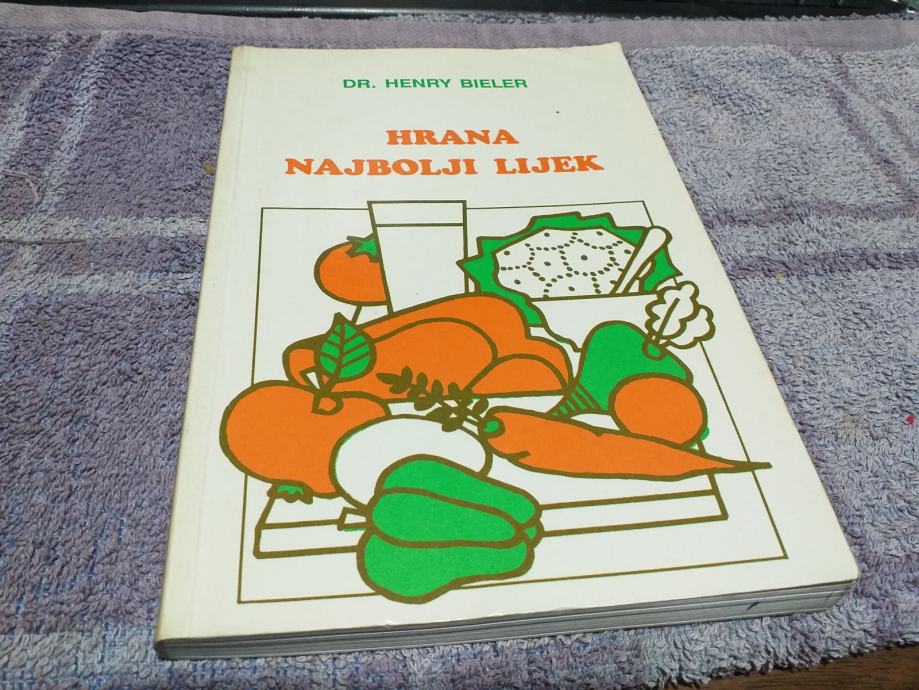 DR. HENRY BIELER
HRANA
NAJBOLJI LIJEK